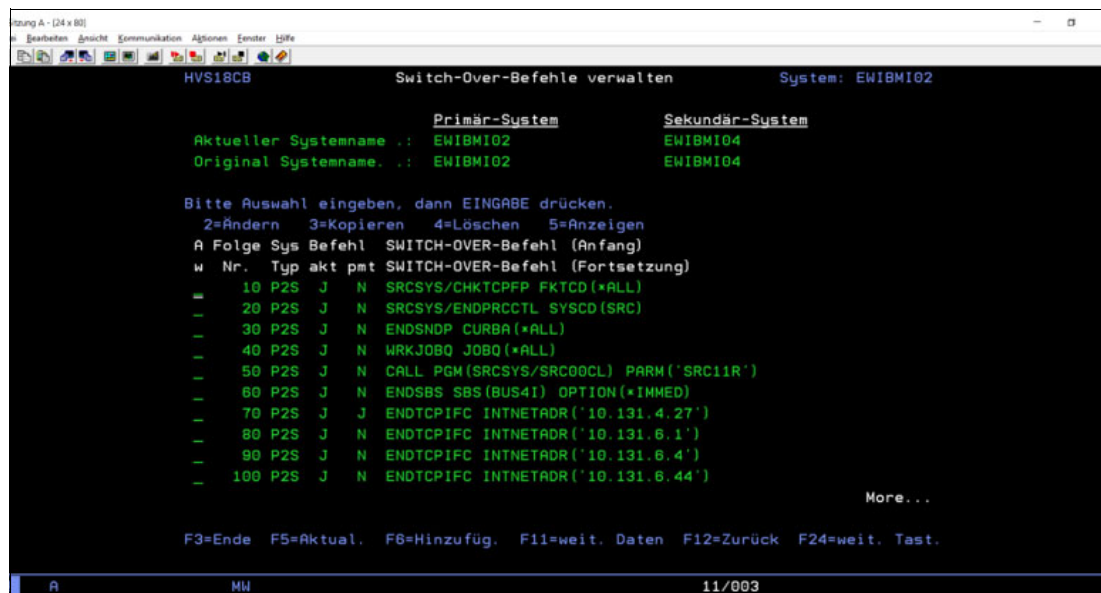 itzung A - [24 x 80]
ei Bearbeiten Ansicht Kommunikation Aktionen Fenster Hilfe
HVS18CB Switch-Over-Befehle verwalten System: EWIBMI02
Primär-System Sekundär-System
Aktueller Systemname .: EWIBMI02 EWIBMI04
Original Systemname. .: EWIBMI02 EWIBMI04
Bitte Auswahl eingeben, dann EINGABE drücken.
2=Ändern 3=Kopieren 4=Löschen 5=Anzeigen
A Folge Sys Befehl SWITCH-OVER-Befehl (Anfang)
w Nr. Typ akt pmt SWITCH-OVER-Befehl (Fortsetzung)
_ 10 P2S J N SRCSYS/CHKTCPFP FKTCD(*ALL)
_ 20 P2S J N SRCSYS/ENDPRCCTL SYSCD(SRC)
_ 30 P2S J N ENDSNDP CURBA(*ALL)
_ 40 P2S J N WRKJOBQ JOBQ(*ALL)
_ 50 P2S J N CALL PGM(SRCSYS/SRC00CL) PARM('SRC11R')
_ 60 P2S J N ENDSBS SBS(BUS4I) OPTION(*IMMED)
_ 70 P2S J J ENDTCPIFC INTNETADR('10.131.4.27')
_ 80 P2S J N ENDTCPIFC INTNETADR('10.131.6.1')
_ 90 P2S J N ENDTCPIFC INTNETADR('10.131.6.4')
_ 100 P2S J N ENDTCPIFC INTNETADR('10.131.6.44')
More...
F3=Ende F5=Aktual. F6=Hinzufüg. F11=weit. Daten F12=Zurück F24=weit. Tast.
A MW 11/003